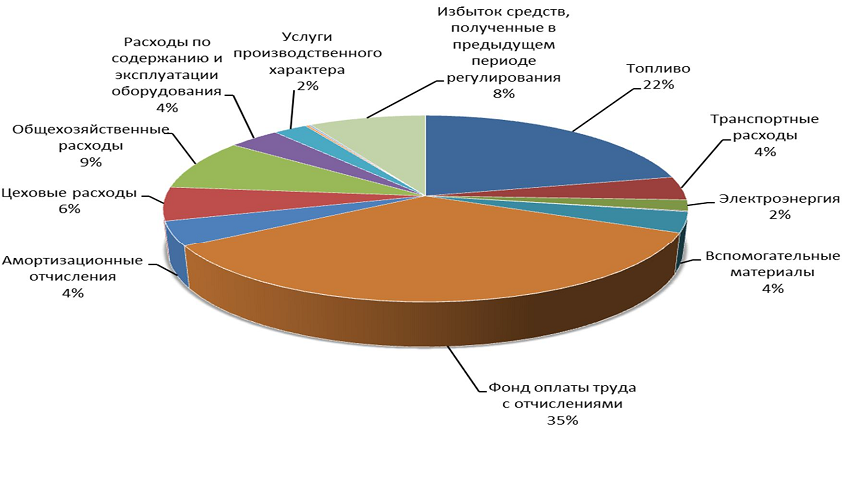 Избыток средств,
полученные в
предыдущем
периоде
регулирования
8%
Топливо
22%
Транспортные
расходы
4%
Электроэнергия
2%
Вспомогательные
материалы
4%
Фонд оплаты труда
с отчислениями
35%
Амортизационные
отчисления
4%
Цеховые расходы
6%
Общехозяйственные
расходы
9%
Расходы по
содержанию и
эксплуатации
оборудования
4%
Услуги
производственного
характера
2%